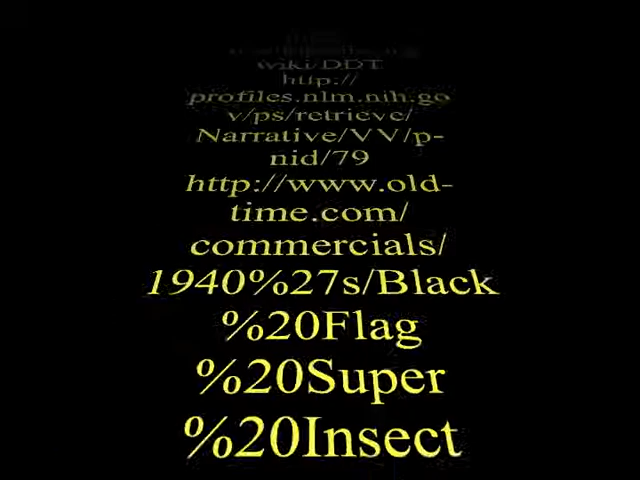 wiki/DDT
http://
profiles.nlm.nih.go
v/ps/retrieve/
Narrative/VV/p-
nid/79
http://www.old-
time.com/
commercials/
1940%27s/Black
%20Flag
%20Super
%20Insect